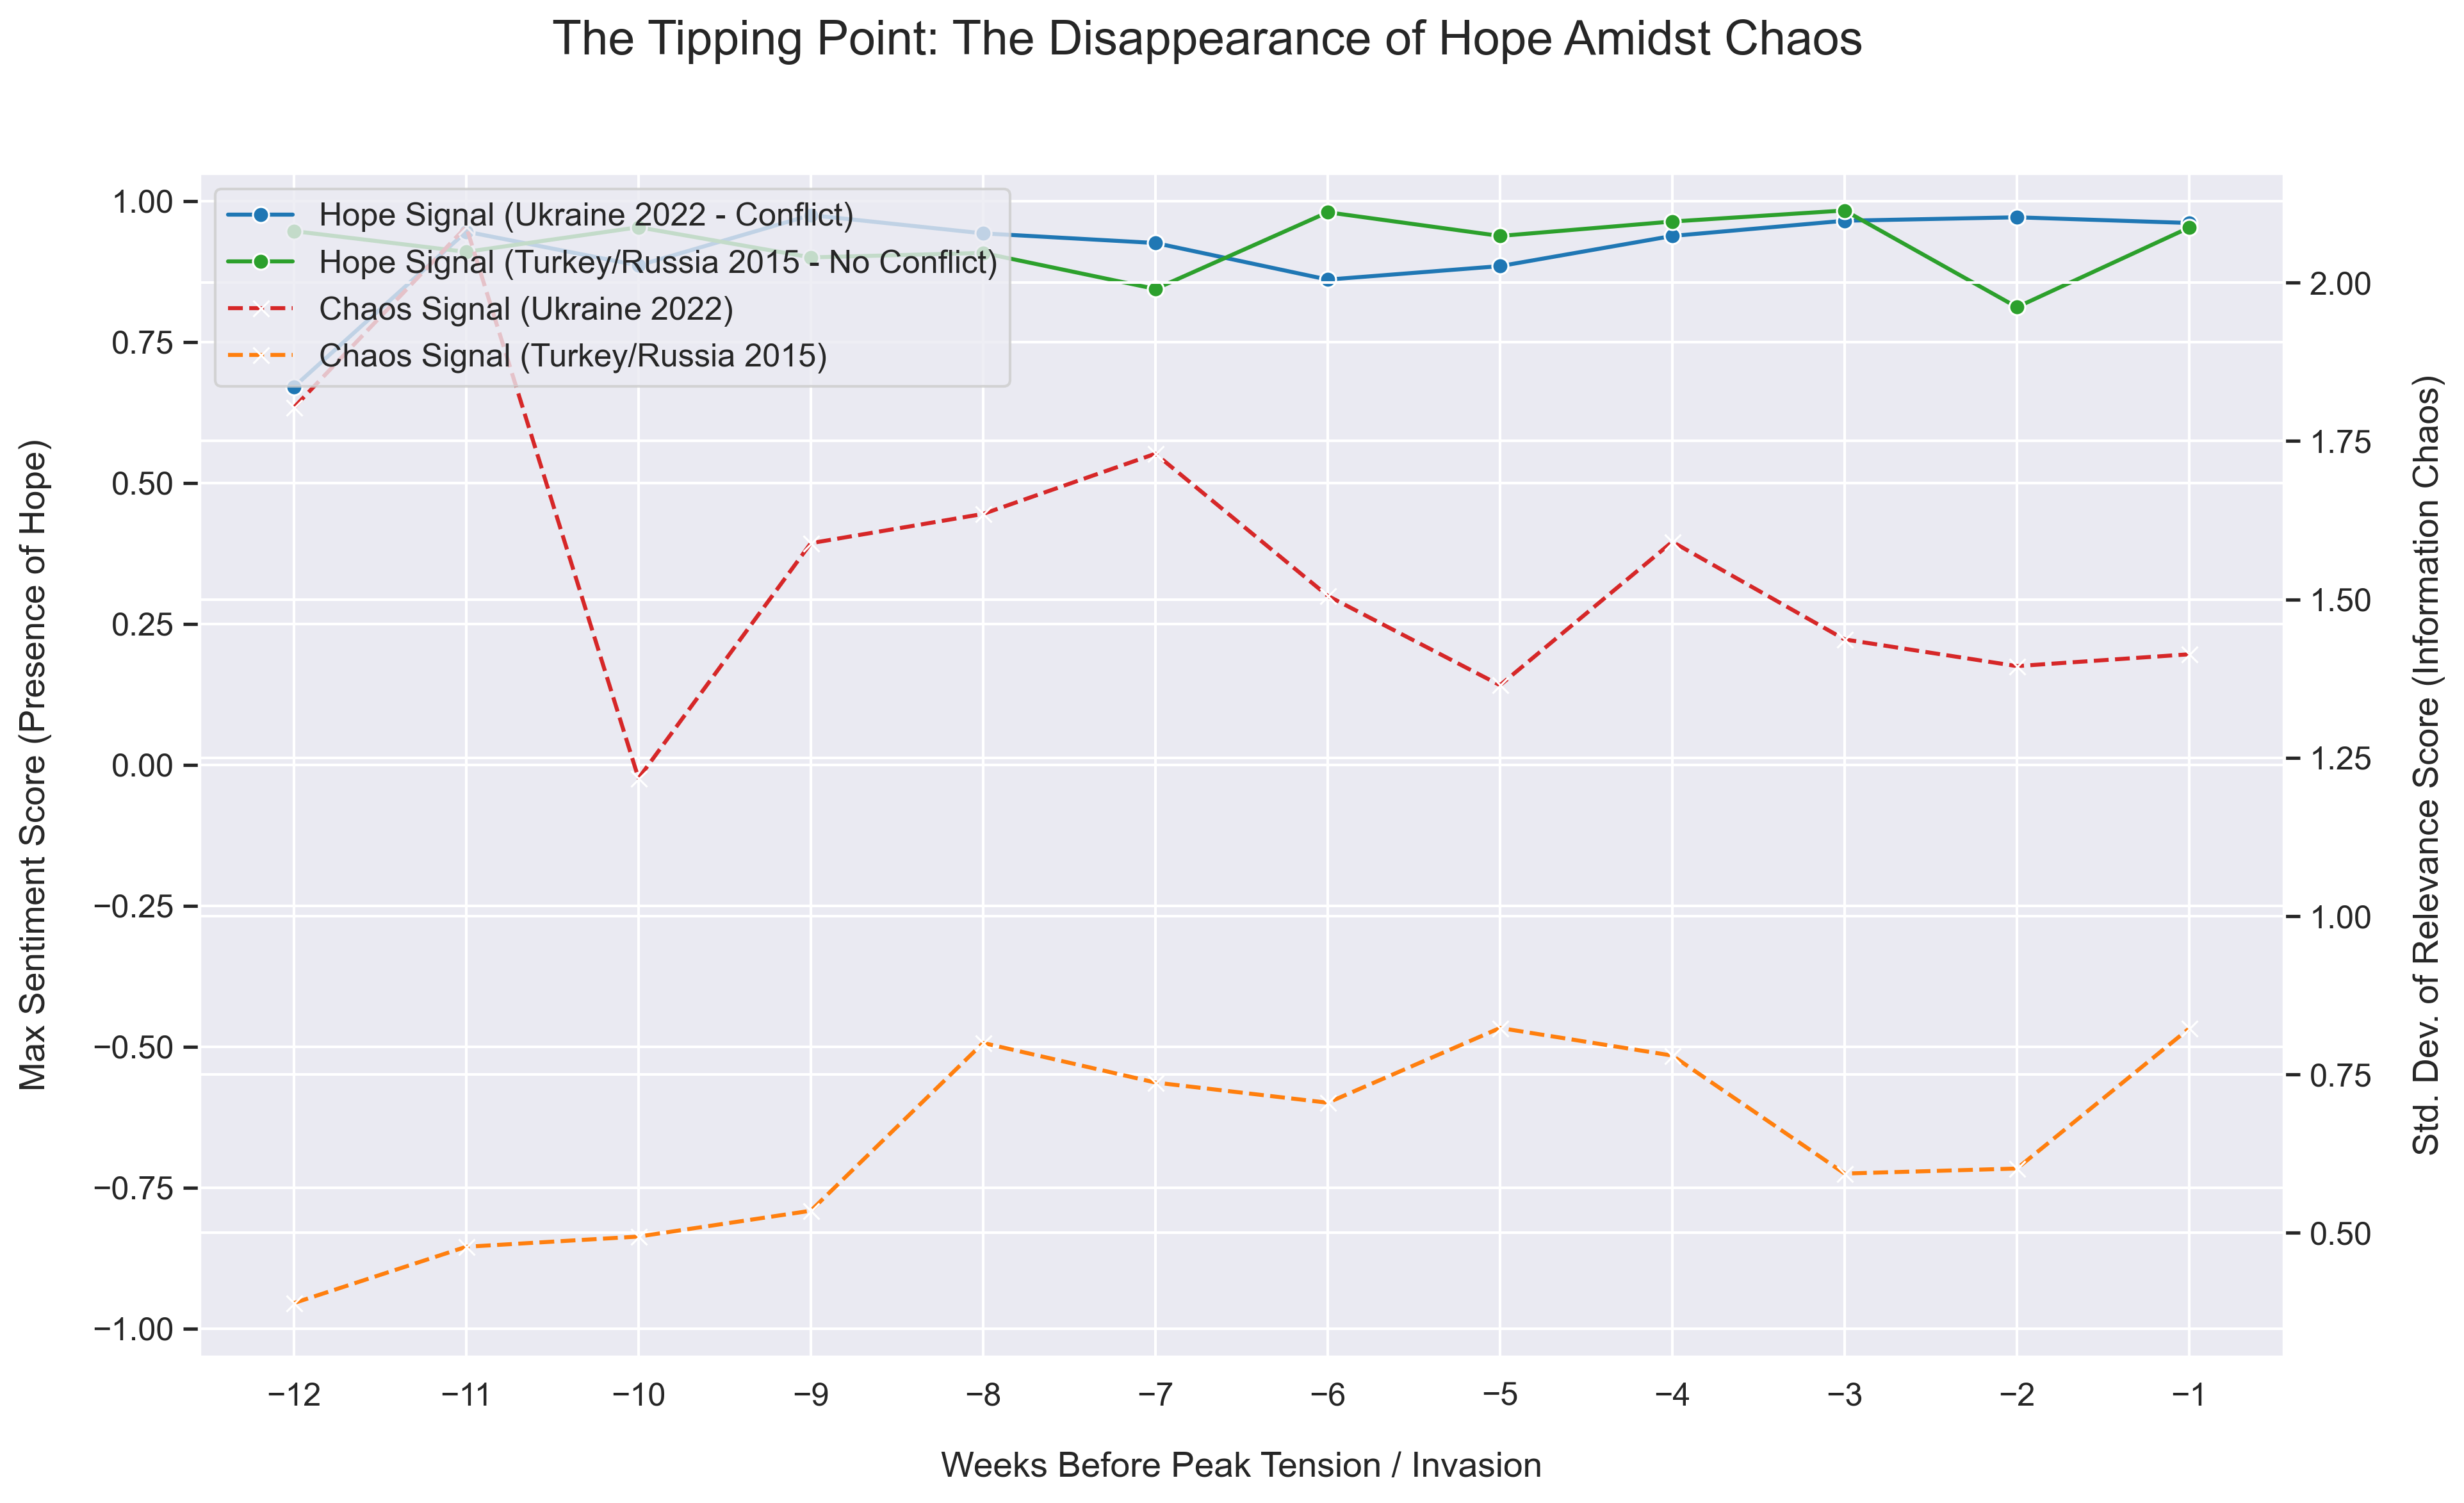 The Tipping Point: The Disappearance of Hope Amidst Chaos
Hope Signal (Ukraine 2022 - Conflict)
Hope Signal (Turkey/Russia 2015 - No Conflict)
Chaos Signal (Ukraine 2022)
Chaos Signal (Turkey/Russia 2015)
Max Sentiment Score (Presence of Hope)
1.00
0.75
0.50
0.25
0.00
−0.25
−0.50
−0.75
−1.00
2.00
1.75
1.50
1.25
1.00
0.75
0.50
Std. Dev. of Relevance Score (Information Chaos)
−12 −11 −10 −9 −8 −7 −6 −5 −4 −3 −2 −1
Weeks Before Peak Tension / Invasion